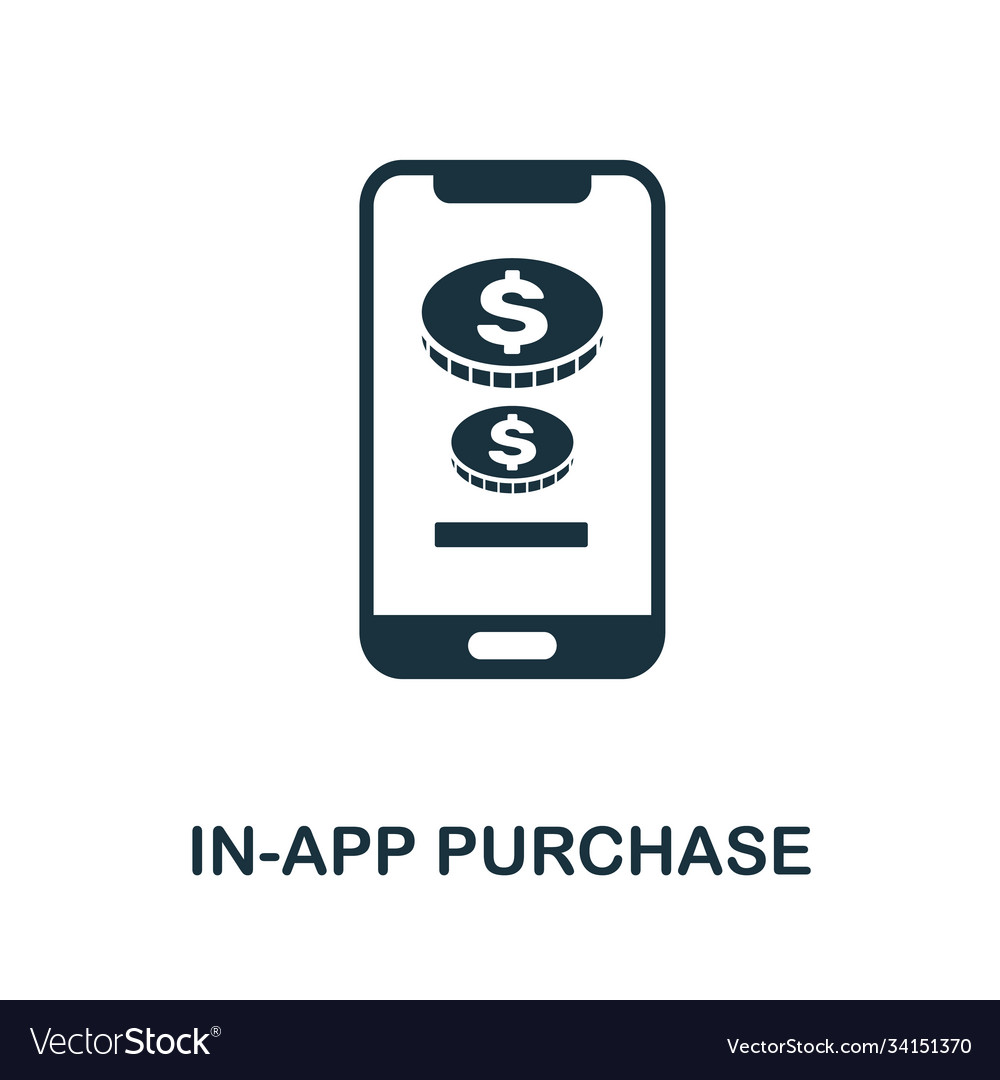 $
$
IN-APP PURCHASE
VectorStock®
VectorStock.com/34151370